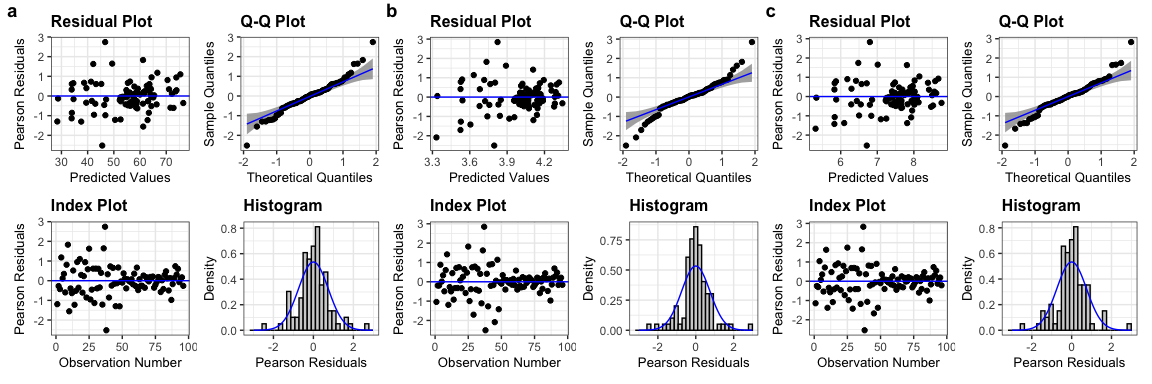 a
Residual Plot
Pearson Residuals
3
2
1
0
-1
-2
30 40 50 60 70
Predicted Values
Q-Q Plot
Sample Quantiles
3
2
1
0
-1
-2
-2 -1 0 1 2
Theoretical Quantiles
Index Plot
Pearson Residuals
3
2
1
0
-1
-2
0 25 50 75 100
Observation Number
Histogram
Density
0.8
0.6
0.4
0.2
0.0
-2 0 2
Pearson Residuals
b
Residual Plot
Pearson Residuals
3
2
1
0
-1
-2
3.3 3.6 3.9 4.2
Predicted Values
Q-Q Plot
Sample Quantiles
3
2
1
0
-1
-2
-2 -1 0 1 2
Theoretical Quantiles
Index Plot
Pearson Residuals
3
2
1
0
-1
-2
0 25 50 75 100
Observation Number
Histogram
Density
0.75
0.50
0.25
0.00
-2 0 2
Pearson Residuals
c
Residual Plot
Pearson Residuals
3
2
1
0
-1
-2
6 7 8
Predicted Values
Q-Q Plot
Sample Quantiles
3
2
1
0
-1
-2
-2 -1 0 1 2
Theoretical Quantiles
Index Plot
Pearson Residuals
3
2
1
0
-1
-2
0 25 50 75 100
Observation Number
Histogram
Density
0.8
0.6
0.4
0.2
0.0
-2 0 2
Pearson Residuals